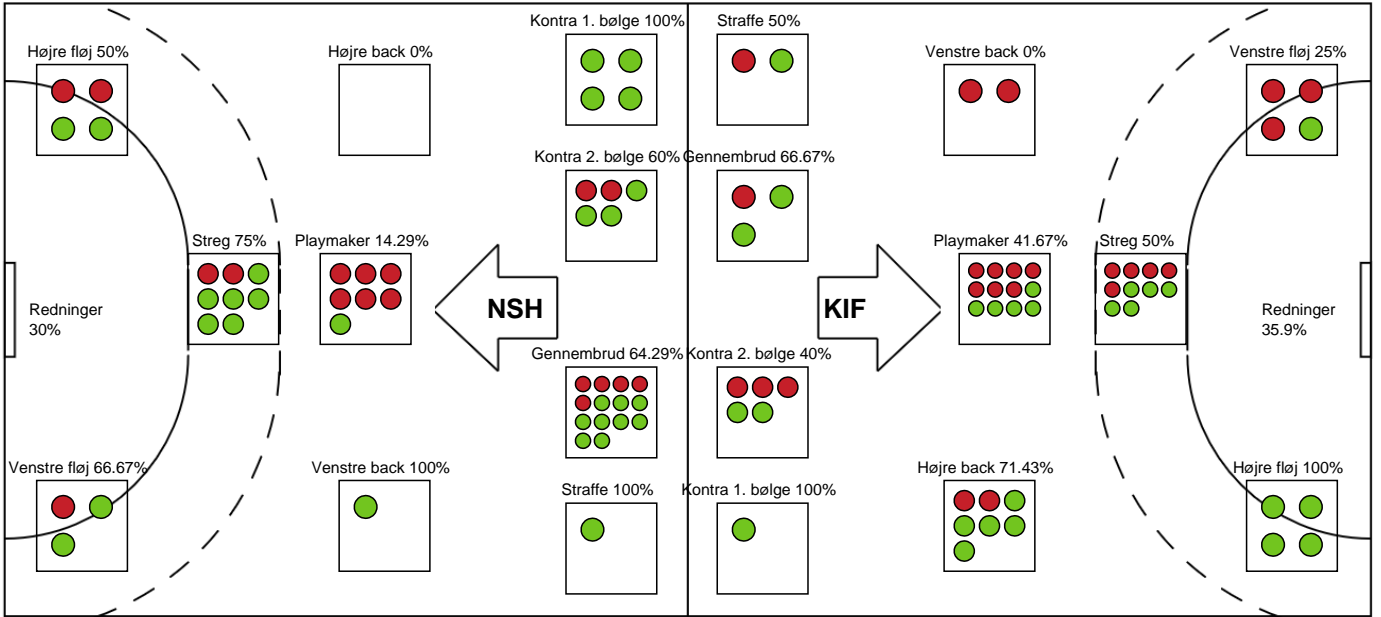 Kontra 1. bølge 100%
Straffe 50%
Højre fløj 50%
Højre back 0%
Venstre back 0%
Venstre fløj 25%
Kontra 2. bølge 60%
Gennembrud 66.67%
Streg 75%
Playmaker 14.29%
Playmaker 41.67%
Streg 50%
Redninger
30%
NSH
KIF
Redninger
35.9%
Gennembrud 64.29%
Kontra 2. bølge 40%
Venstre fløj 66.67%
Venstre back 100%
Straffe 100%
Kontra 1. bølge 100%
Højre back 71.43%
Højre fløj 100%